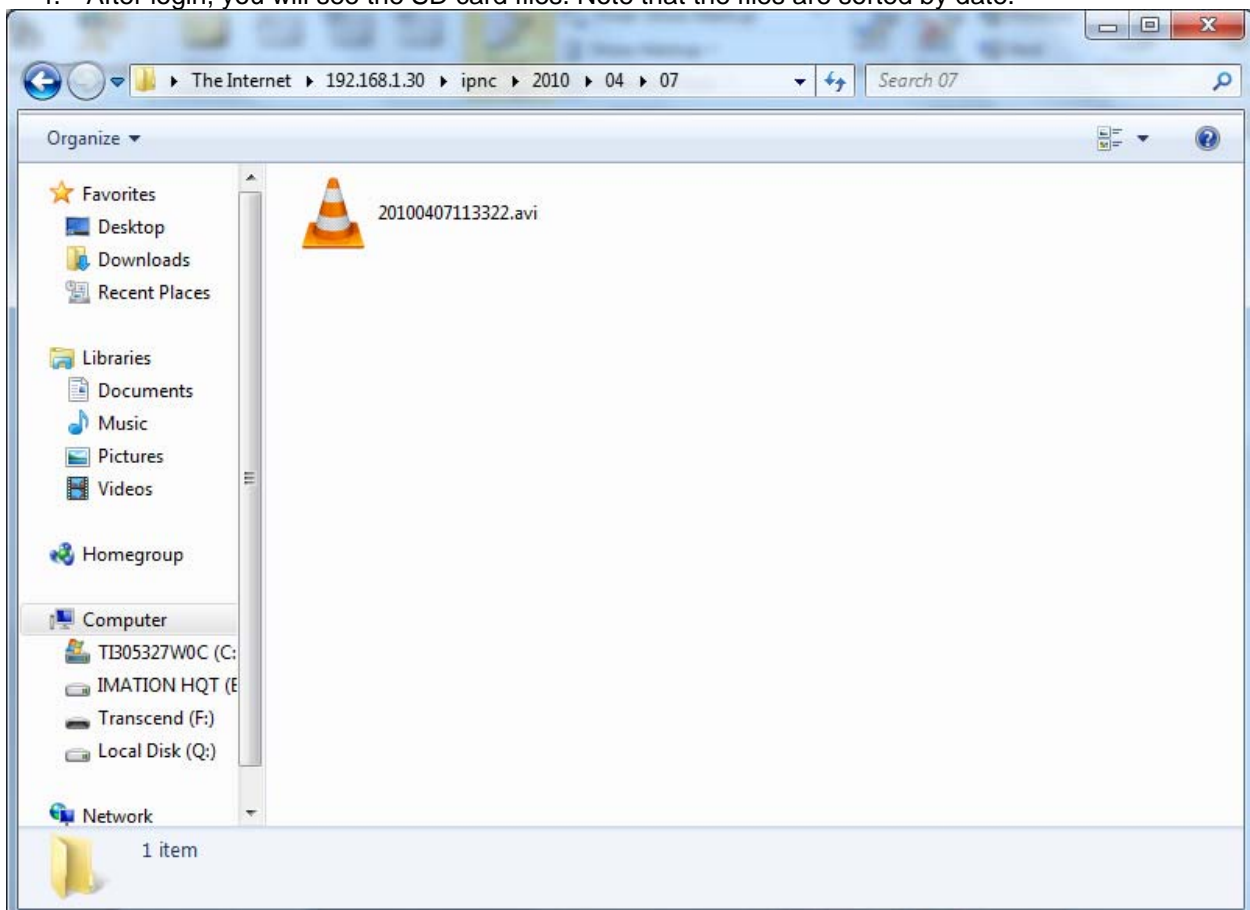 After login, you will see the SD card files. Note that the files are sorted by date.
The Internet ▸ 192.168.1.30 ▸ ipnc ▸ 2010 ▸ 04 ▸ 07
Search 07
Organize
Favorites
20100407113322.avi
Desktop
Downloads
Recent Places
Libraries
Documents
Music
Pictures
Videos
Homegroup
Computer
TI305327W0C (C:
IMATION HQT (E
Transcend (F:)
Local Disk (Q:)
Network
1 item